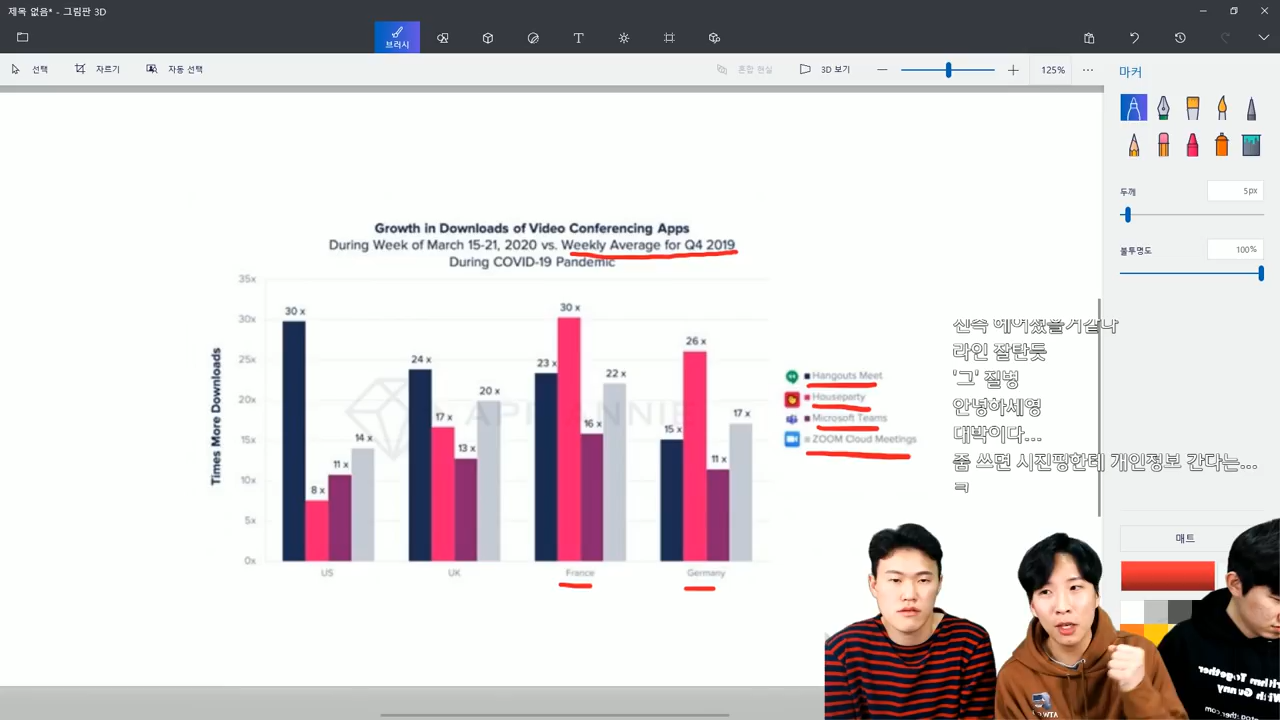 제목 없음* - 그림판 3D
브러시
선택
자르기
자동 선택
혼합 현실
3D 보기
125%
마커
두께
5px
불투명도
100%
매트
Growth in Downloads of Video Conferencing Apps
During Week of March 15-21, 2020 vs. Weekly Average for Q4 2019
During COVID-19 Pandemic
Times More Downloads
35x
30x
25x
20x
15x
10x
5x
0x
30 x
8 x
11 x
14 x
24 x
17 x
13 x
20 x
23 x
30 x
16 x
22 x
15 x
26 x
11 x
17 x
US
UK
France
Germany
APP ANNIE
Hangouts Meet
Houseparty
Microsoft Teams
ZOOM Cloud Meetings
라인 잘탄듯
'그' 질병
안녕하세영
대박이다...
줌 쓰면 시진핑한테 개인정보 간다는...
ㅋ
WTA